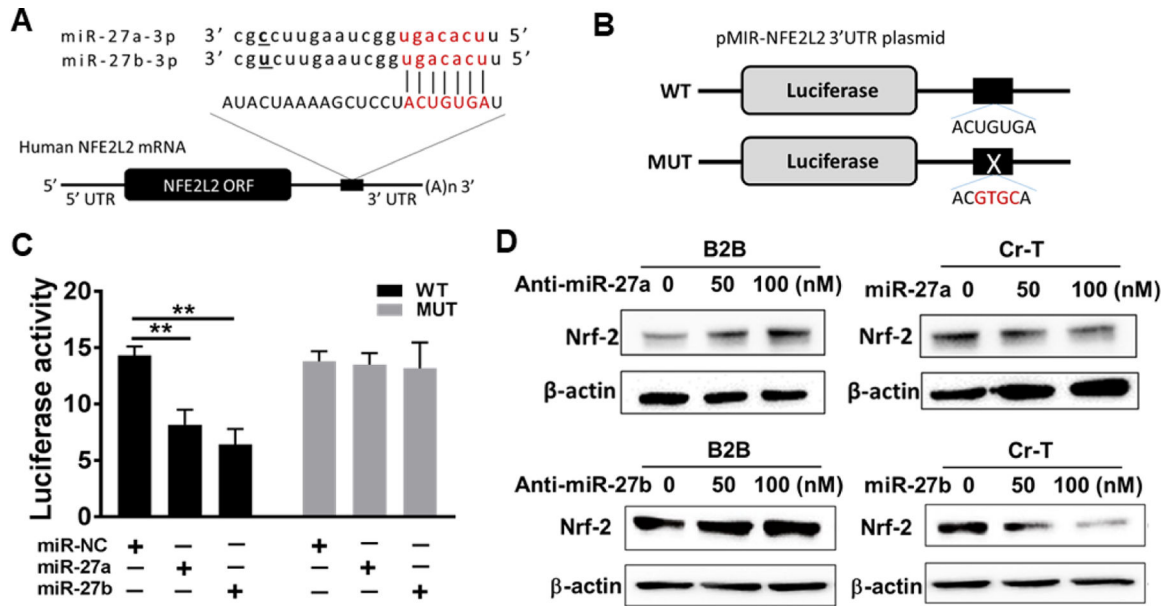 A
miR-27a-3p 3' cgccuugaaucggugacacuu 5'
miR-27b-3p 3' cgucuugaaucggugacacuu 5'
AUACUAAAAGCUCCUACUGUGAU
Human NFE2L2 mRNA
5' NFE2L2 ORF (A)n 3'
5' UTR 3' UTR
B
pMIR-NFE2L2 3'UTR plasmid
WT Luciferase
ACUGUGA
MUT Luciferase X
ACGTGCA
C
Luciferase activity
20
15
10
5
0
WT
MUT
**
**
miR-NC + – – + – –
miR-27a – + – – + –
miR-27b – – + – – +
D
B2B
Anti-miR-27a 0 50 100 (nM)
Nrf-2
β-actin
Cr-T
miR-27a 0 50 100 (nM)
Nrf-2
β-actin
B2B
Anti-miR-27b 0 50 100 (nM)
Nrf-2
β-actin
Cr-T
miR-27b 0 50 100 (nM)
Nrf-2
β-actin